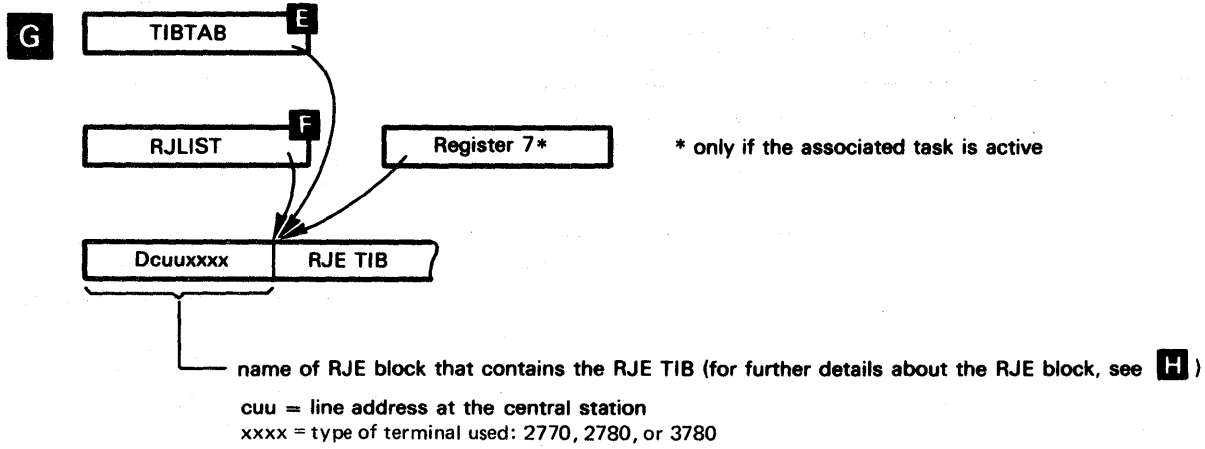 G
TIBTAB
E
RJLIST
F
Register 7*
* only if the associated task is active
Dcuuxxxx
RJE TIB
name of RJE block that contains the RJE TIB (for further details about the RJE block, see H )
cuu = line address at the central station
xxxx = type of terminal used: 2770, 2780, or 3780